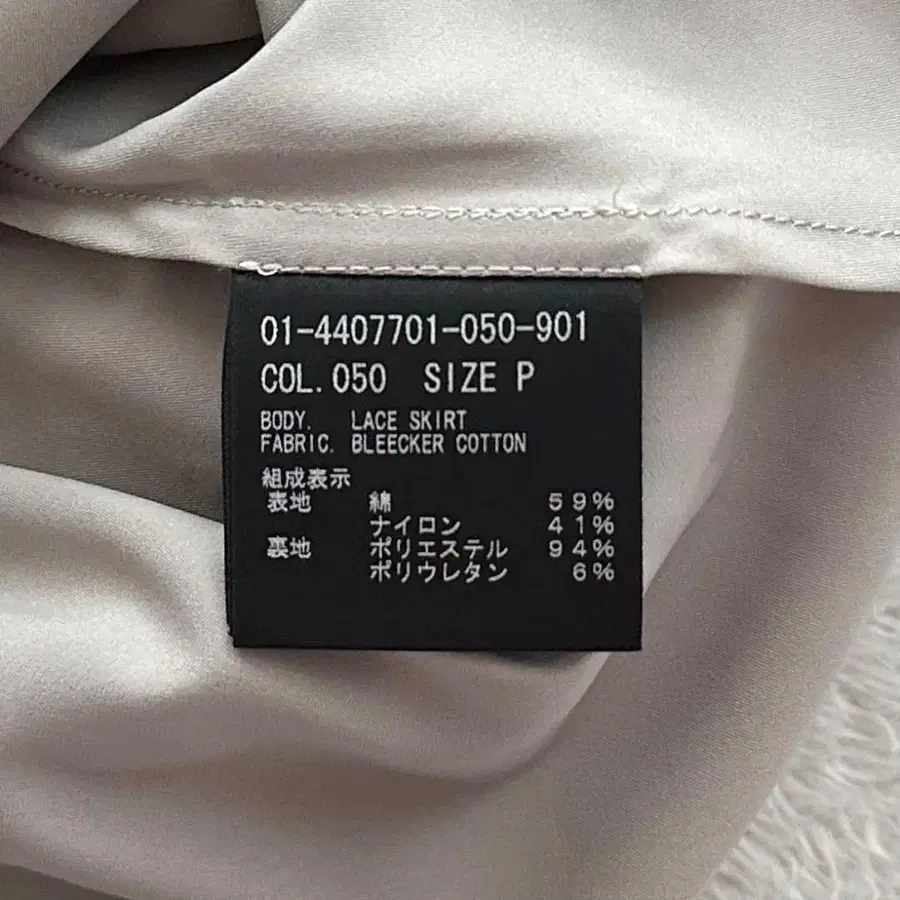 01-4407701-050-901
COL.050 SIZE P
BODY. LACE SKIRT
FABRIC. BLEECKER COTTON
組成表示
表地 綿 59%
ナイロン 41%
裏地 ポリエステル 94%
ポリウレタン 6%